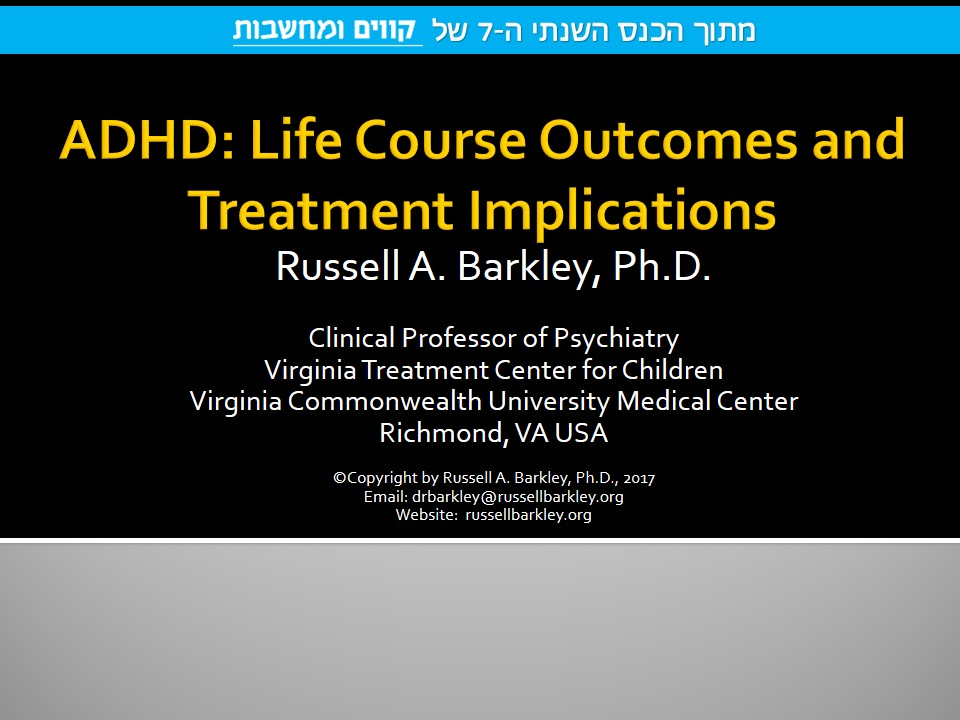 מתוך הכנס השנתי ה-7 של קווים ומחשבות
ADHD: Life Course Outcomes and
Treatment Implications
Russell A. Barkley, Ph.D.
Clinical Professor of Psychiatry
Virginia Treatment Center for Children
Virginia Commonwealth University Medical Center
Richmond, VA USA
©Copyright by Russell A. Barkley, Ph.D., 2017
Email: drbarkley@russellbarkley.org
Website: russellbarkley.org